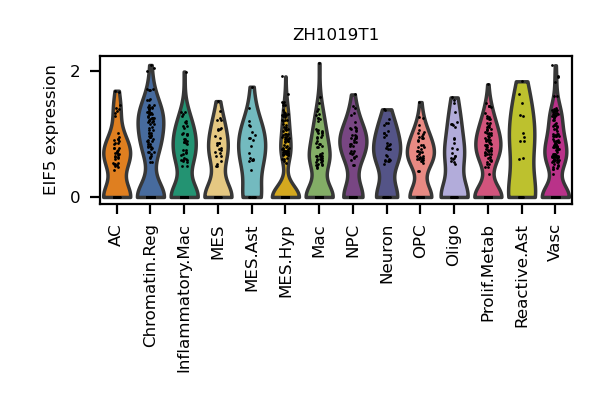 ZH1019T1
EIF5 expression
2
0
AC
Chromatin.Reg
Inflammatory.Mac
MES
MES.Ast
MES.Hyp
Mac
NPC
Neuron
OPC
Oligo
Prolif.Metab
Reactive.Ast
Vasc